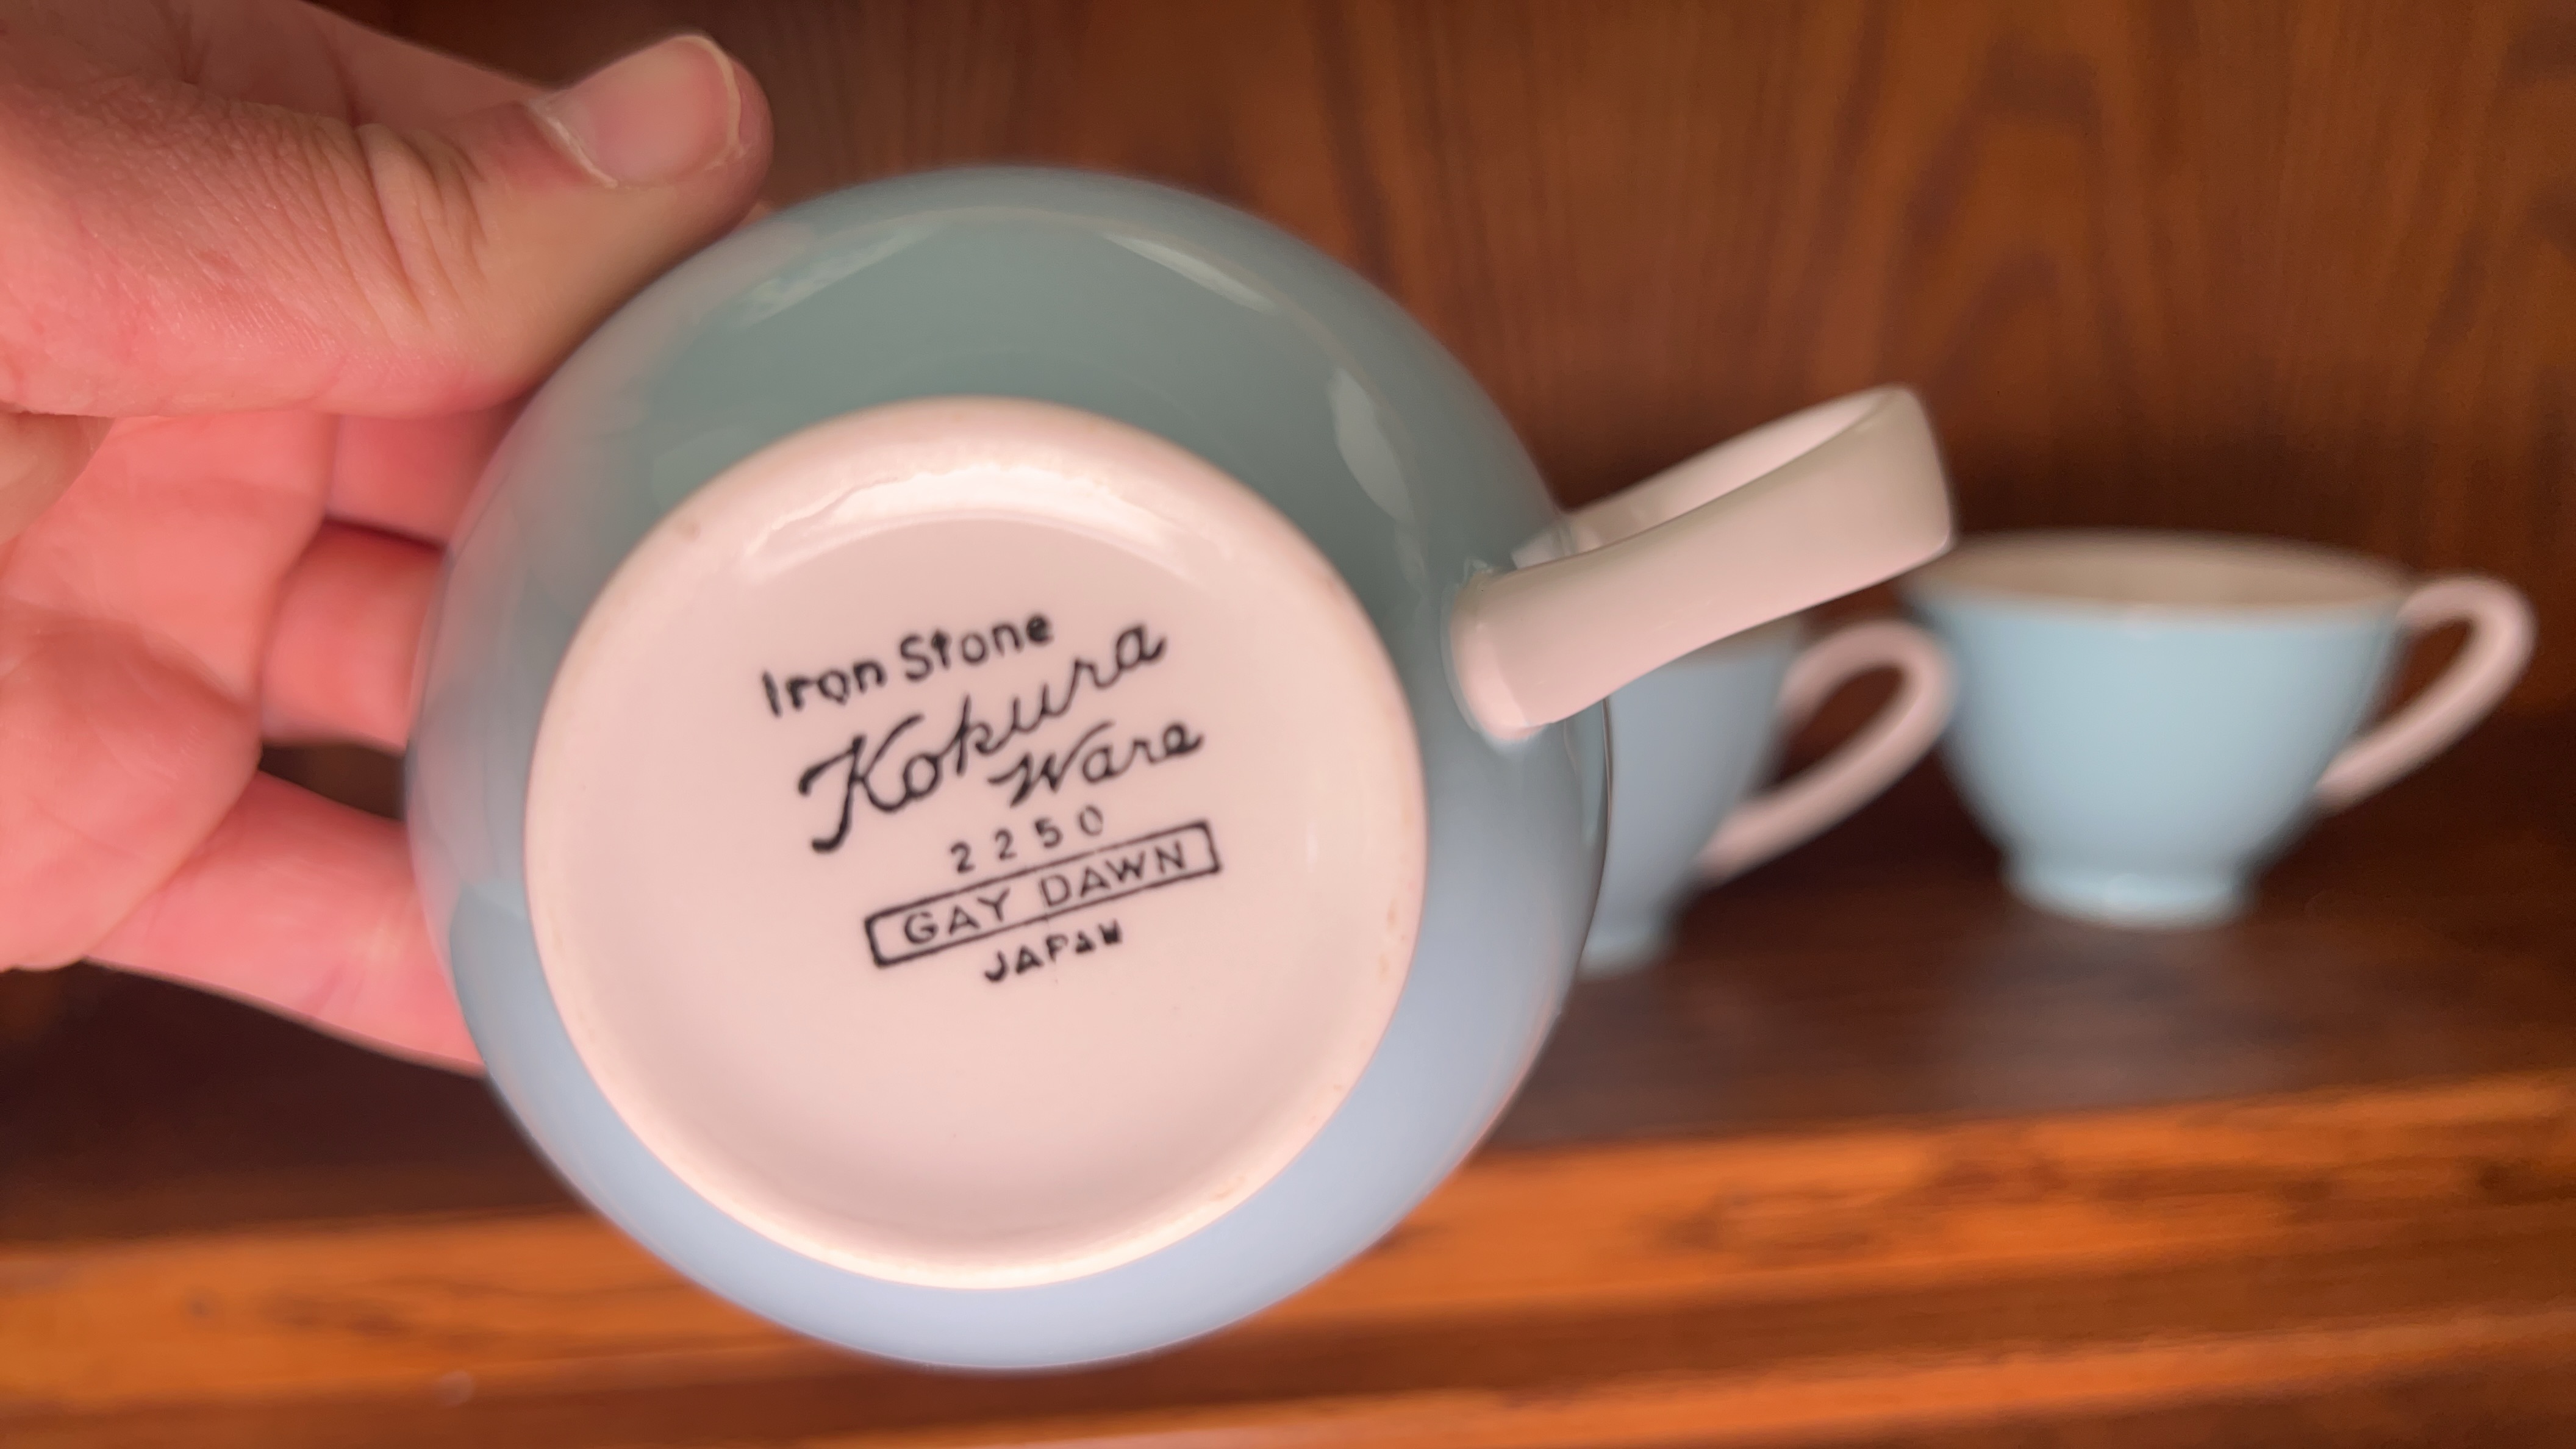 Iron Stone
Kokura
Ware
2250
GAY DAWN
JAPAN